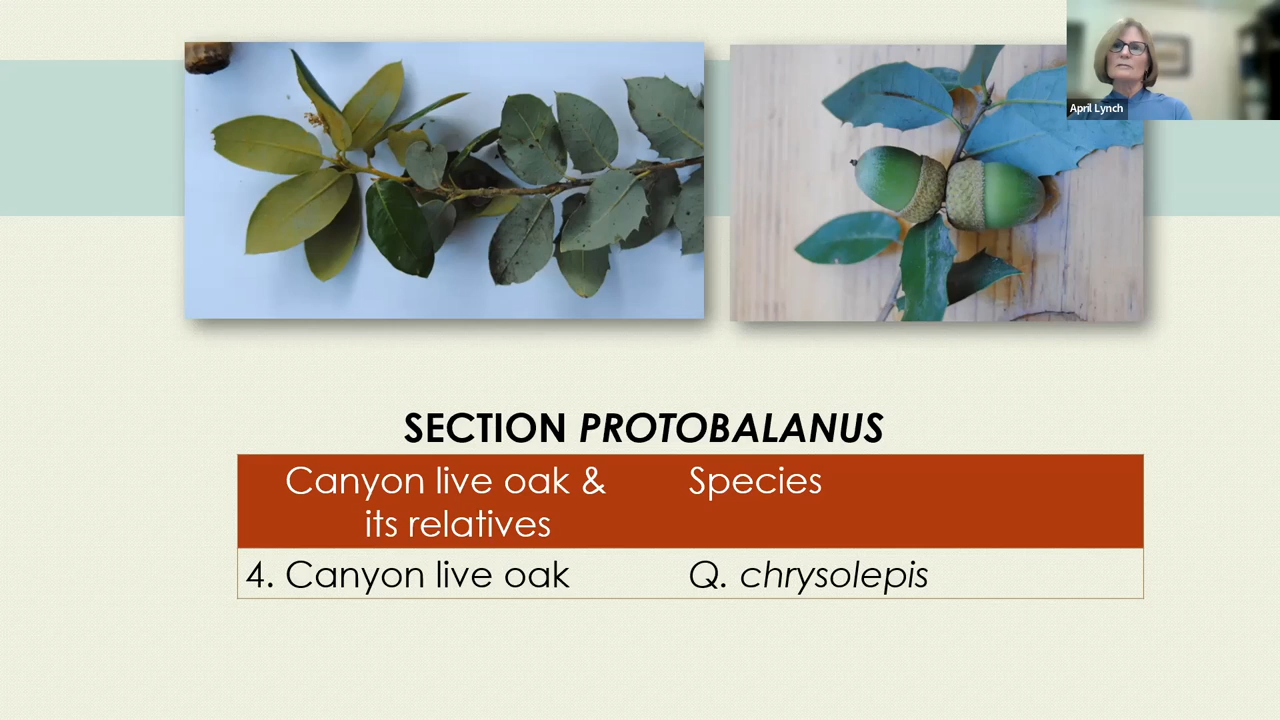 April Lynch
SECTION PROTOBALANUS
Canyon live oak &
its relatives
Species
4. Canyon live oak
Q. chrysolepis